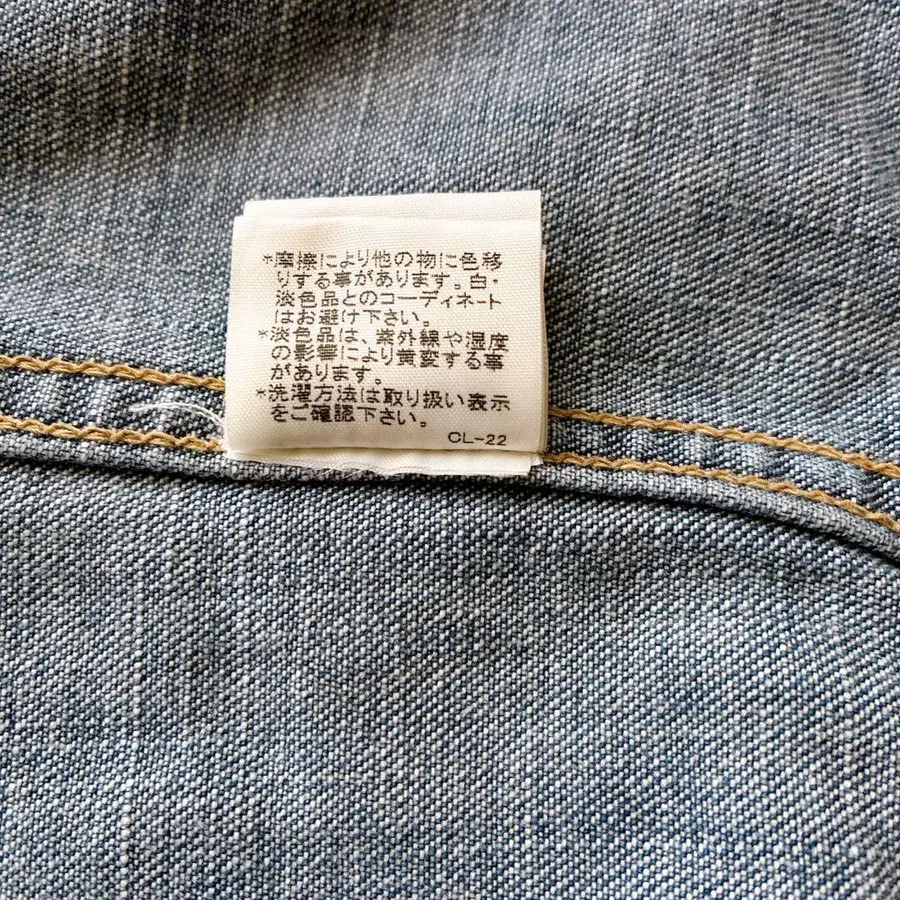 *摩擦により他の物に色移
りする事があります。白・
淡色品とのコーディネート
はお避け下さい。
*淡色品は、紫外線や湿度
の影響により黄変する事
があります。
*洗濯方法は取り扱い表示
をご確認下さい。
CL-22